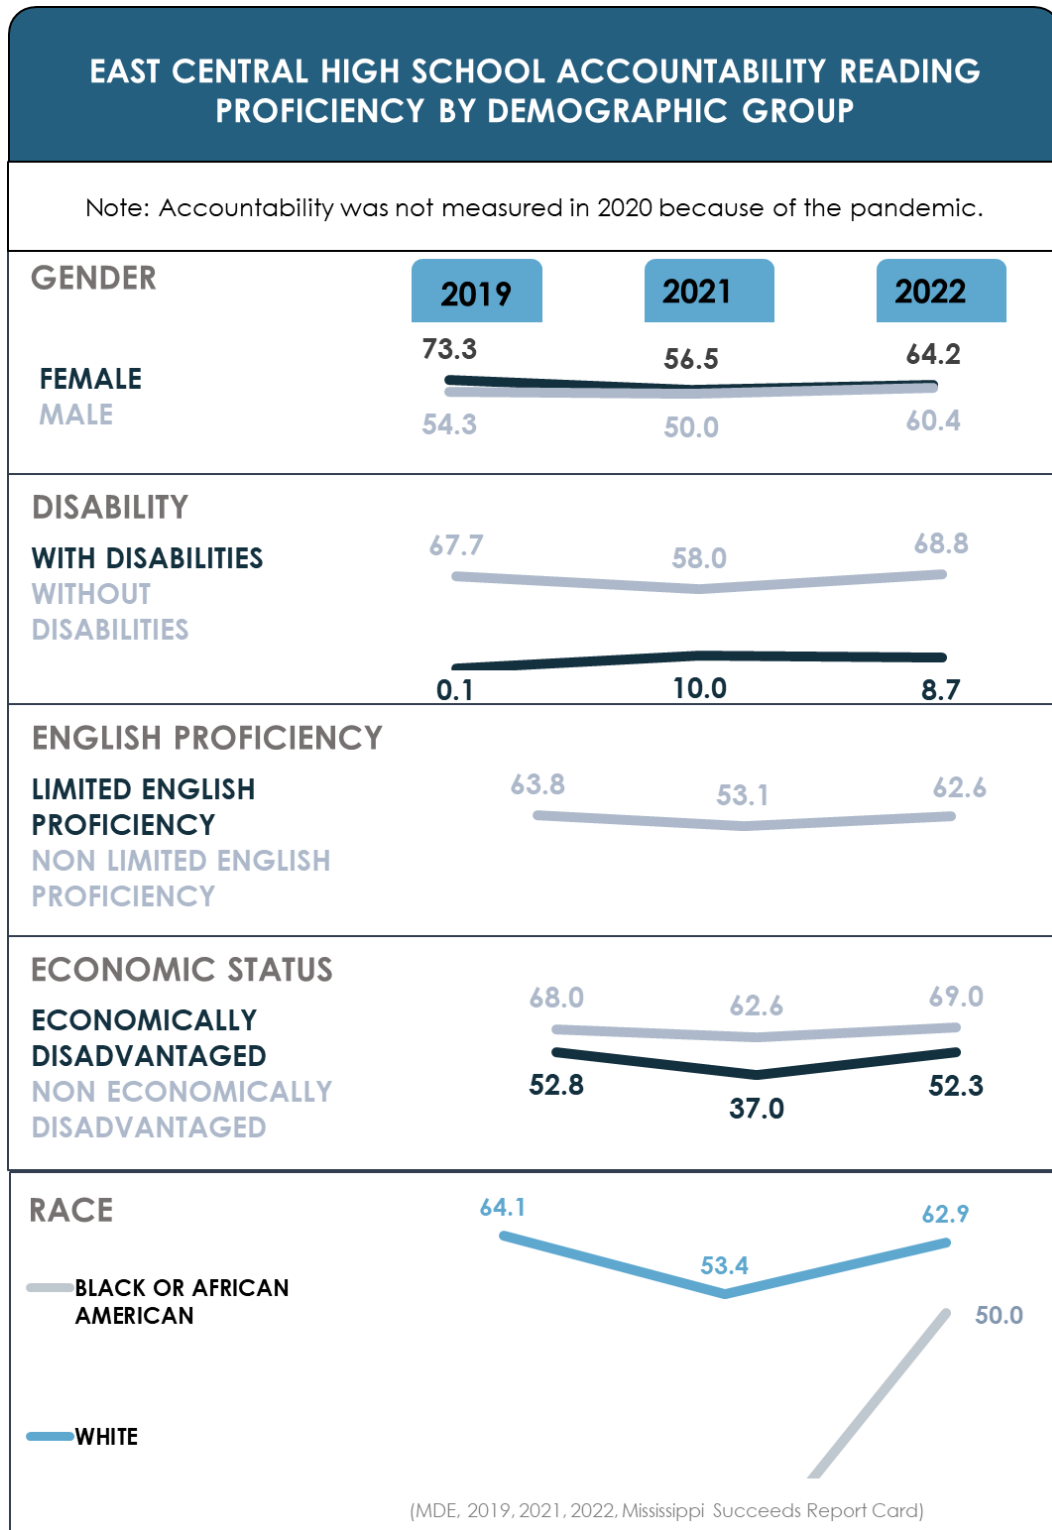 EAST CENTRAL HIGH SCHOOL ACCOUNTABILITY READING
PROFICIENCY BY DEMOGRAPHIC GROUP
Note: Accountability was not measured in 2020 because of the pandemic.
GENDER
2019 2021 2022
73.3 56.5 64.2
FEMALE
MALE
54.3 50.0 60.4
DISABILITY
67.7 58.0 68.8
WITH DISABILITIES
WITHOUT
DISABILITIES
0.1 10.0 8.7
ENGLISH PROFICIENCY
63.8 53.1 62.6
LIMITED ENGLISH
PROFICIENCY
NON LIMITED ENGLISH
PROFICIENCY
ECONOMIC STATUS
68.0 62.6 69.0
ECONOMICALLY
DISADVANTAGED
NON ECONOMICALLY
DISADVANTAGED
52.8 37.0 52.3
RACE
64.1 53.4 62.9
BLACK OR AFRICAN
AMERICAN
50.0
WHITE
(MDE, 2019, 2021, 2022, Mississippi Succeeds Report Card)